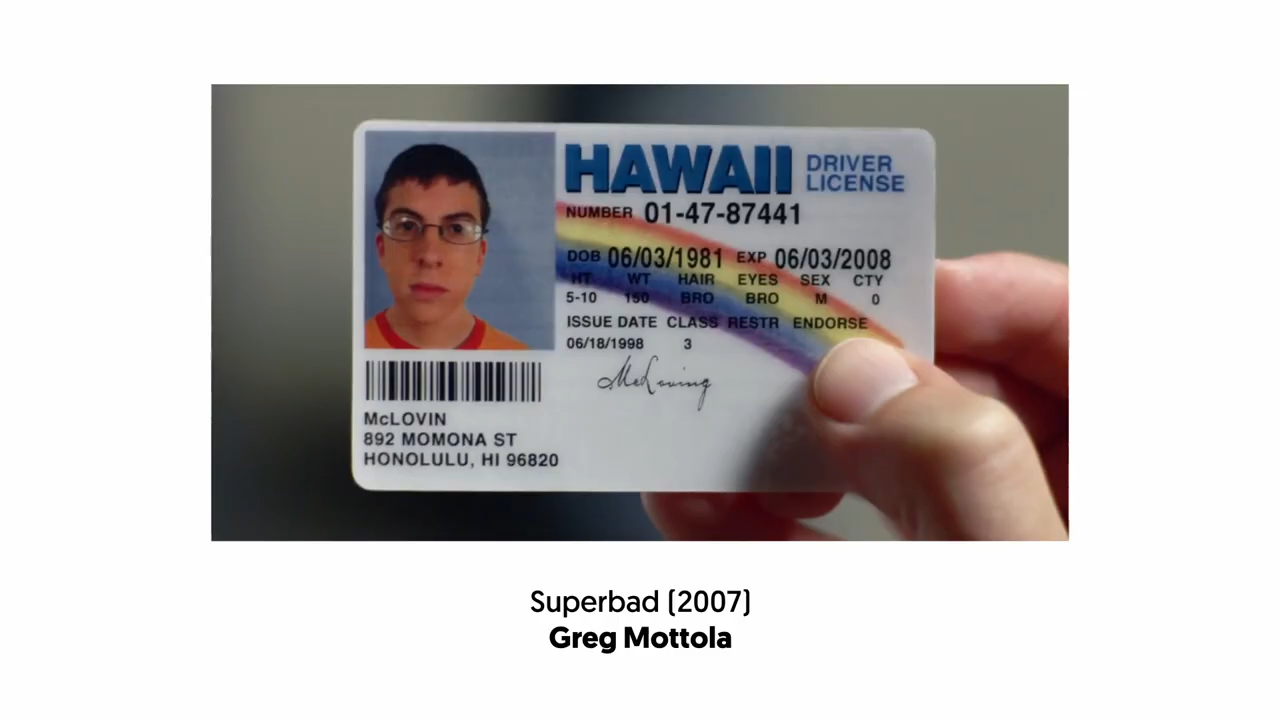 HAWAII DRIVER LICENSE
NUMBER 01-47-87441
DOB 06/03/1981 EXP 06/03/2008
HT WT HAIR EYES SEX CTY
5-10 150 BRO BRO M 0
ISSUE DATE CLASS RESTR ENDORSE
06/18/1998 3
McLoving
McLOVIN
892 MOMONA ST
HONOLULU, HI 96820
Superbad (2007)
Greg Mottola